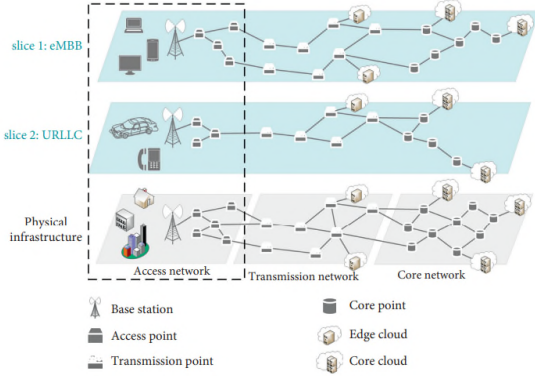 slice 1: eMBB
slice 2: URLLC
Physical
infrastructure
Access network
Transmission network
Core network
Base station
Access point
Transmission point
Core point
Edge cloud
Core cloud